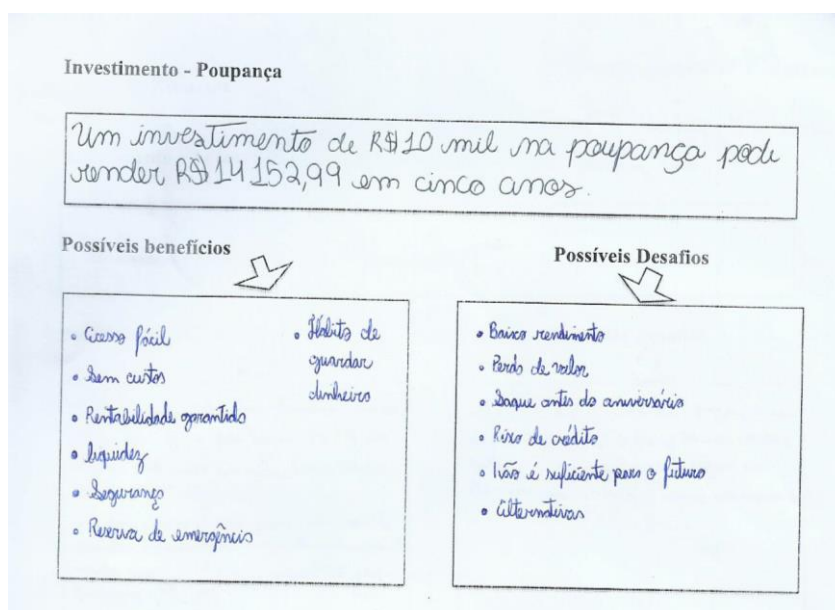 Investimento - Poupança
Um investimento de R$10 mil na poupança pode
render R$14152,99 em cinco anos.
Possíveis benefícios
• Acesso fácil
• Sem custos
• Rentabilidade garantida
• liquidez
• Segurança
• Reserva de emergência
• Hábito de
guardar
dinheiro
Possíveis Desafios
• Baixo rendimento
• Perda de valor
• Saque antes do aniversário
• Risco de crédito
• Não é suficiente para o futuro
• Alternativas